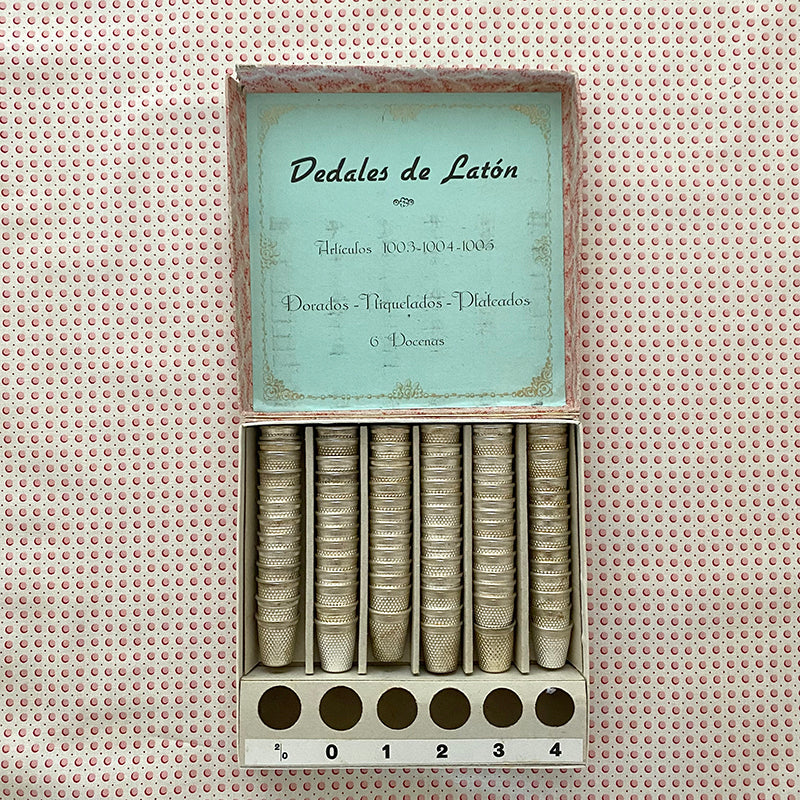 Dedales de Latón
Artículos 1003-1004-1005
Dorados - Niquelados - Plateados
6 Docenas
2/0 0 1 2 3 4